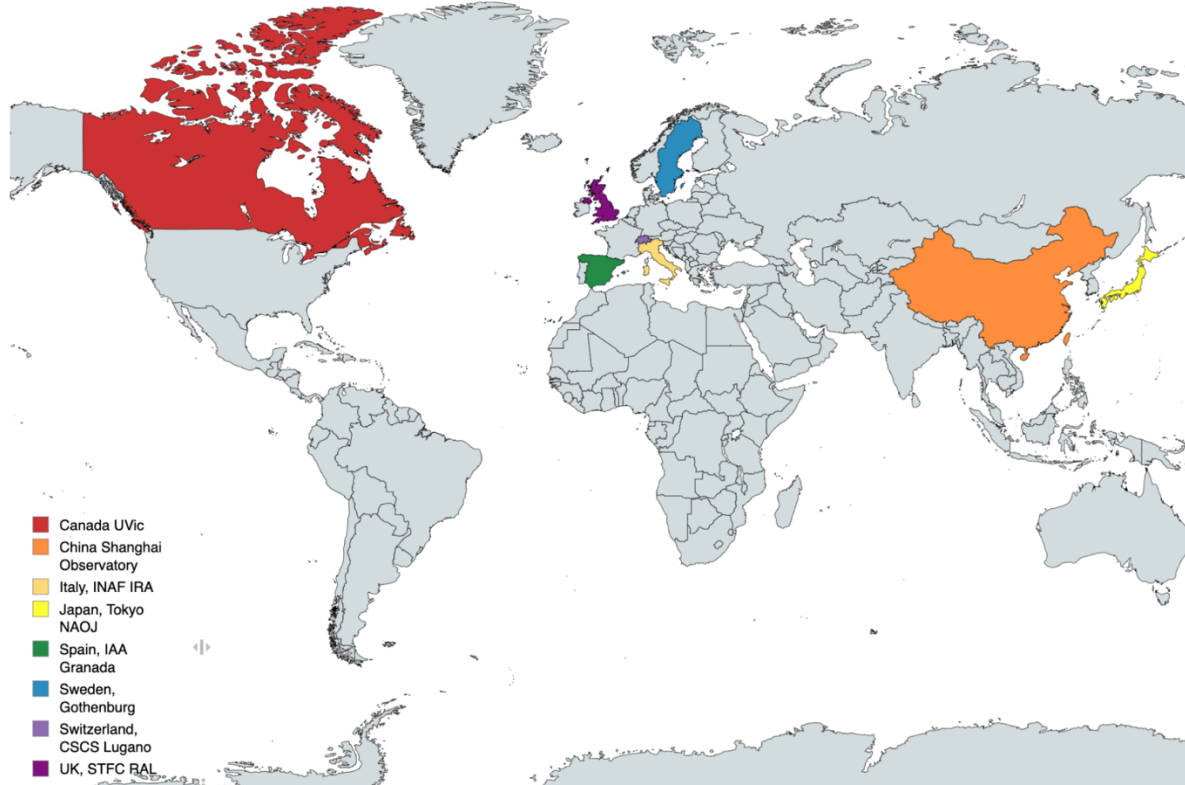 Canada UVic
China Shanghai
Observatory
Italy, INAF IRA
Japan, Tokyo
NAOJ
Spain, IAA
Granada
Sweden,
Gothenburg
Switzerland,
CSCS Lugano
UK, STFC RAL